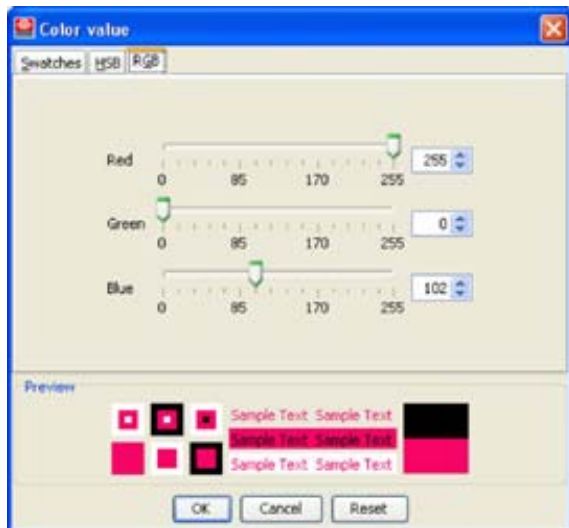 Color value
Swatches HSB RGB
Red 255
0 85 170 255
Green 0
0 85 170 255
Blue 102
0 85 170 255
Preview
Sample Text Sample Text
Sample Text Sample Text
Sample Text Sample Text
OK Cancel Reset